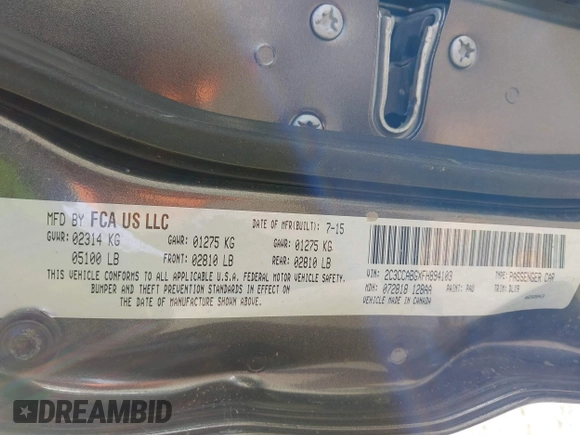 MFD BY FCA US LLC
DATE OF MFR(BUILT): 7-15
GVWR: 02314 KG
GAWR: 01275 KG
GAWR: 01275 KG
05100 LB
FRONT: 02810 LB
REAR: 02810 LB
THIS VEHICLE CONFORMS TO ALL APPLICABLE U.S.A. FEDERAL MOTOR VEHICLE SAFETY.
BUMPER AND THEFT PREVENTION STANDARDS IN EFFECT ON
THE DATE OF MANUFACTURE SHOWN ABOVE.
VIN: 2C3CCABGXFH894103
TYPE: PASSENGER CAR
MDH: 072818 128AA
PAINT: PAU
TRIM: DLX9
VEHICLE MADE IN CANADA
DREAMBID